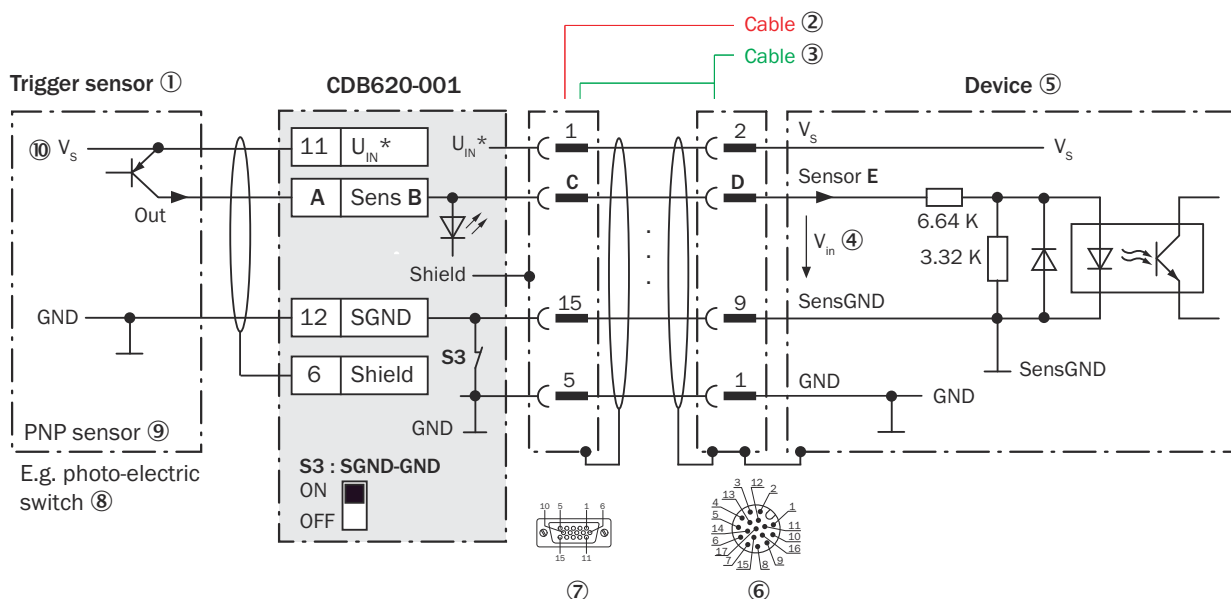 Cable ②
Cable ③
Trigger sensor ①
CDB620-001
Device ⑤
⑩ Vs
11 UIN*
UIN*
1
2
Vs
Vs
Out
A Sens B
C
D
Sensor E
6.64 K
3.32 K
Vin ④
Shield
GND
12 SGND
15
9
SensGND
S3
6 Shield
5
1
GND
GND
SensGND
GND
PNP sensor ⑨
E.g. photo-electric
switch ⑧
S3 : SGND-GND
ON
OFF
10 5 1 6
15 11
⑦
3 12 2
13
4 1
5 11
14 10
6 16
17
7 15 8 9
⑥